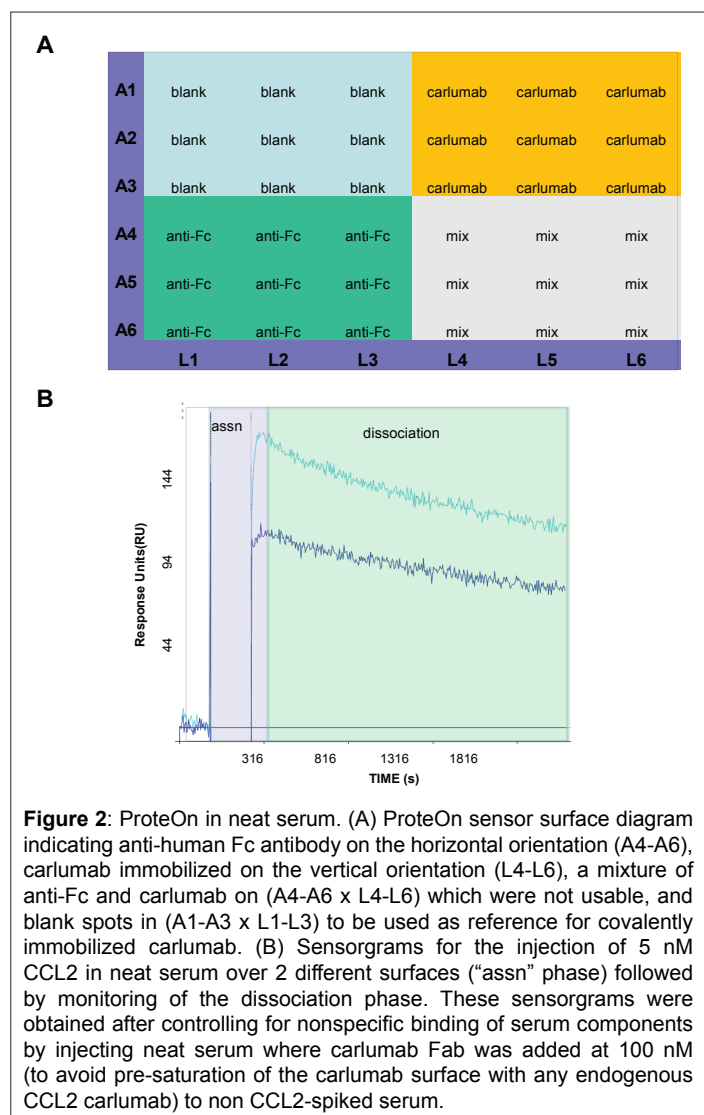 A
A1 blank blank blank carlumab carlumab carlumab
A2 blank blank blank carlumab carlumab carlumab
A3 blank blank blank carlumab carlumab carlumab
A4 anti-Fc anti-Fc anti-Fc mix mix mix
A5 anti-Fc anti-Fc anti-Fc mix mix mix
A6 anti-Fc anti-Fc anti-Fc mix mix mix
L1 L2 L3 L4 L5 L6
B
assn
dissociation
144
94
44
Response Units(RU)
316 816 1316 1816
TIME (s)
Figure 2: ProteOn in neat serum. (A) ProteOn sensor surface diagram
indicating anti-human Fc antibody on the horizontal orientation (A4-A6),
carlumab immobilized on the vertical orientation (L4-L6), a mixture of
anti-Fc and carlumab on (A4-A6 x L4-L6) which were not usable, and
blank spots in (A1-A3 x L1-L3) to be used as reference for covalently
immobilized carlumab. (B) Sensorgrams for the injection of 5 nM
CCL2 in neat serum over 2 different surfaces (“assn” phase) followed
by monitoring of the dissociation phase. These sensorgrams were
obtained after controlling for nonspecific binding of serum components
by injecting neat serum where carlumab Fab was added at 100 nM
(to avoid pre-saturation of the carlumab surface with any endogenous
CCL2 carlumab) to non CCL2-spiked serum.